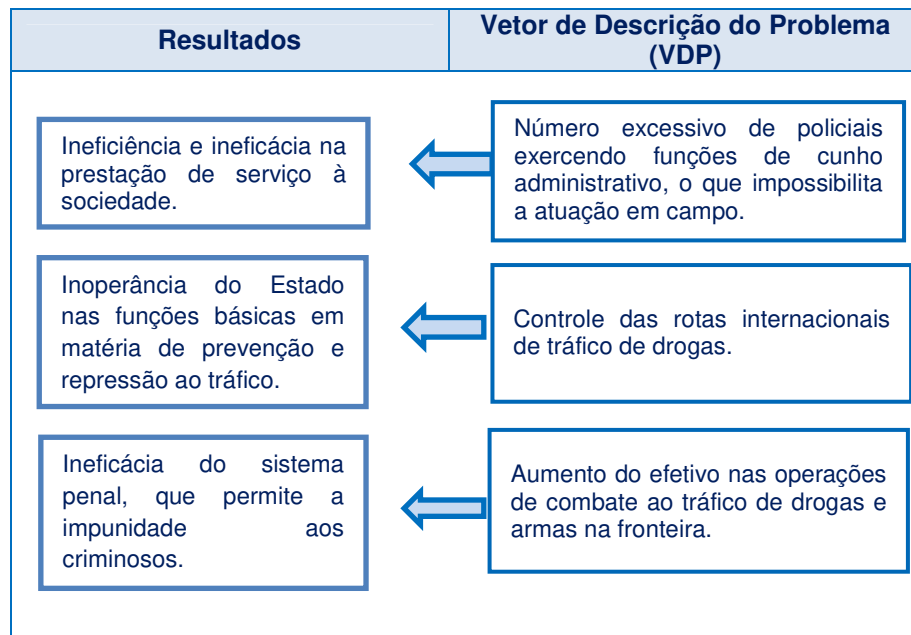 Resultados
Vetor de Descrição do Problema
(VDP)
Ineficiência e ineficácia na
prestação de serviço à
sociedade.
Número excessivo de policiais
exercendo funções de cunho
administrativo, o que impossibilita
a atuação em campo.
Inoperância do Estado
nas funções básicas em
matéria de prevenção e
repressão ao tráfico.
Controle das rotas internacionais
de tráfico de drogas.
Ineficácia do sistema
penal, que permite a
impunidade aos
criminosos.
Aumento do efetivo nas operações
de combate ao tráfico de drogas e
armas na fronteira.